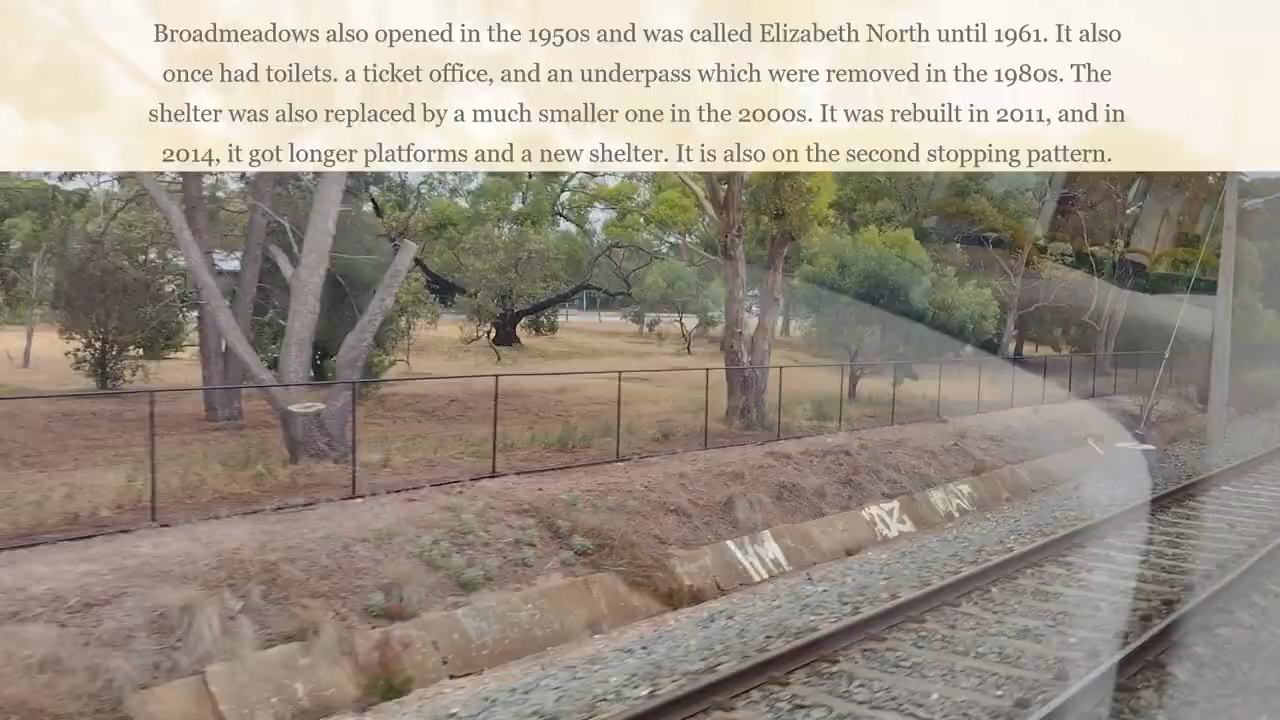 Broadmeadows also opened in the 1950s and was called Elizabeth North until 1961. It also
once had toilets. a ticket office, and an underpass which were removed in the 1980s. The
shelter was also replaced by a much smaller one in the 2000s. It was rebuilt in 2011, and in
2014, it got longer platforms and a new shelter. It is also on the second stopping pattern.
HM